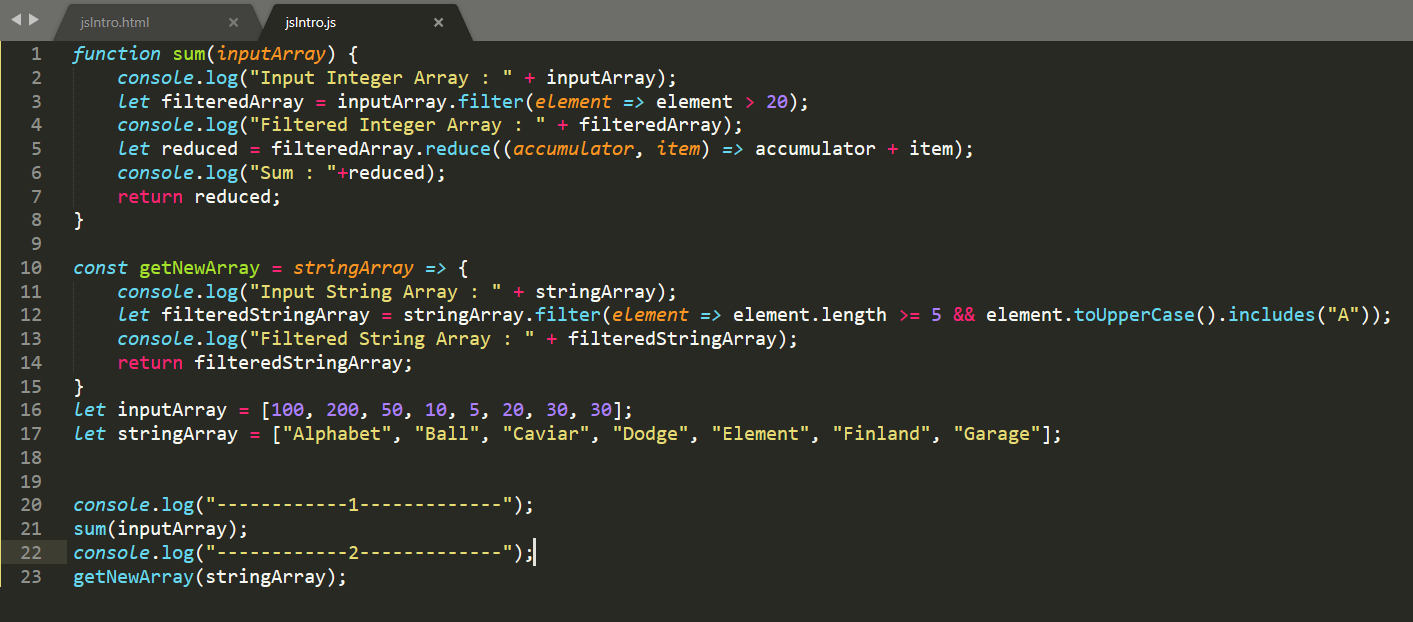 jsIntro.html × jsIntro.js ×
1 function sum(inputArray) {
2     console.log("Input Integer Array : " + inputArray);
3     let filteredArray = inputArray.filter(element => element > 20);
4     console.log("Filtered Integer Array : " + filteredArray);
5     let reduced = filteredArray.reduce((accumulator, item) => accumulator + item);
6     console.log("Sum : "+reduced);
7     return reduced;
8 }
9
10 const getNewArray = stringArray => {
11     console.log("Input String Array : " + stringArray);
12     let filteredStringArray = stringArray.filter(element => element.length >= 5 && element.toUpperCase().includes("A"));
13     console.log("Filtered String Array : " + filteredStringArray);
14     return filteredStringArray;
15 }
16 let inputArray = [100, 200, 50, 10, 5, 20, 30, 30];
17 let stringArray = ["Alphabet", "Ball", "Caviar", "Dodge", "Element", "Finland", "Garage"];
18
19
20 console.log("------------1-------------");
21 sum(inputArray);
22 console.log("------------2-------------");
23 getNewArray(stringArray);